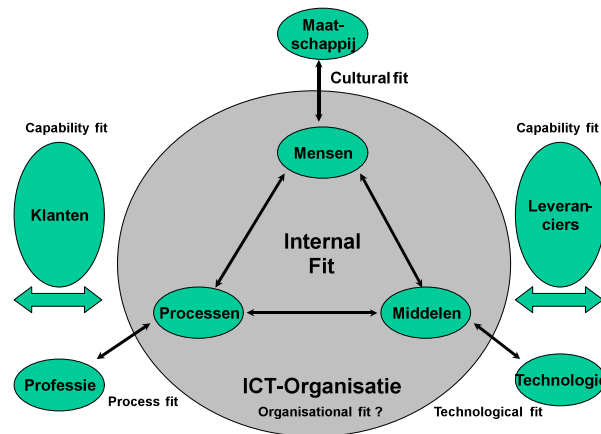 Maat-
schappij
Cultural fit
Capability fit
Capability fit
Mensen
Klanten
Leveran-
ciers
Internal
Fit
Processen
Middelen
Professie
Technologie
ICT-Organisatie
Process fit
Organisational fit ?
Technological fit